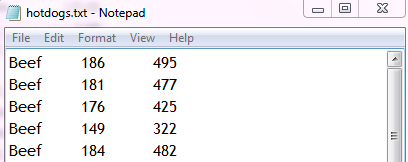 hotdogs.txt - Notepad
File Edit Format View Help
Beef 186 495
Beef 181 477
Beef 176 425
Beef 149 322
Beef 184 482